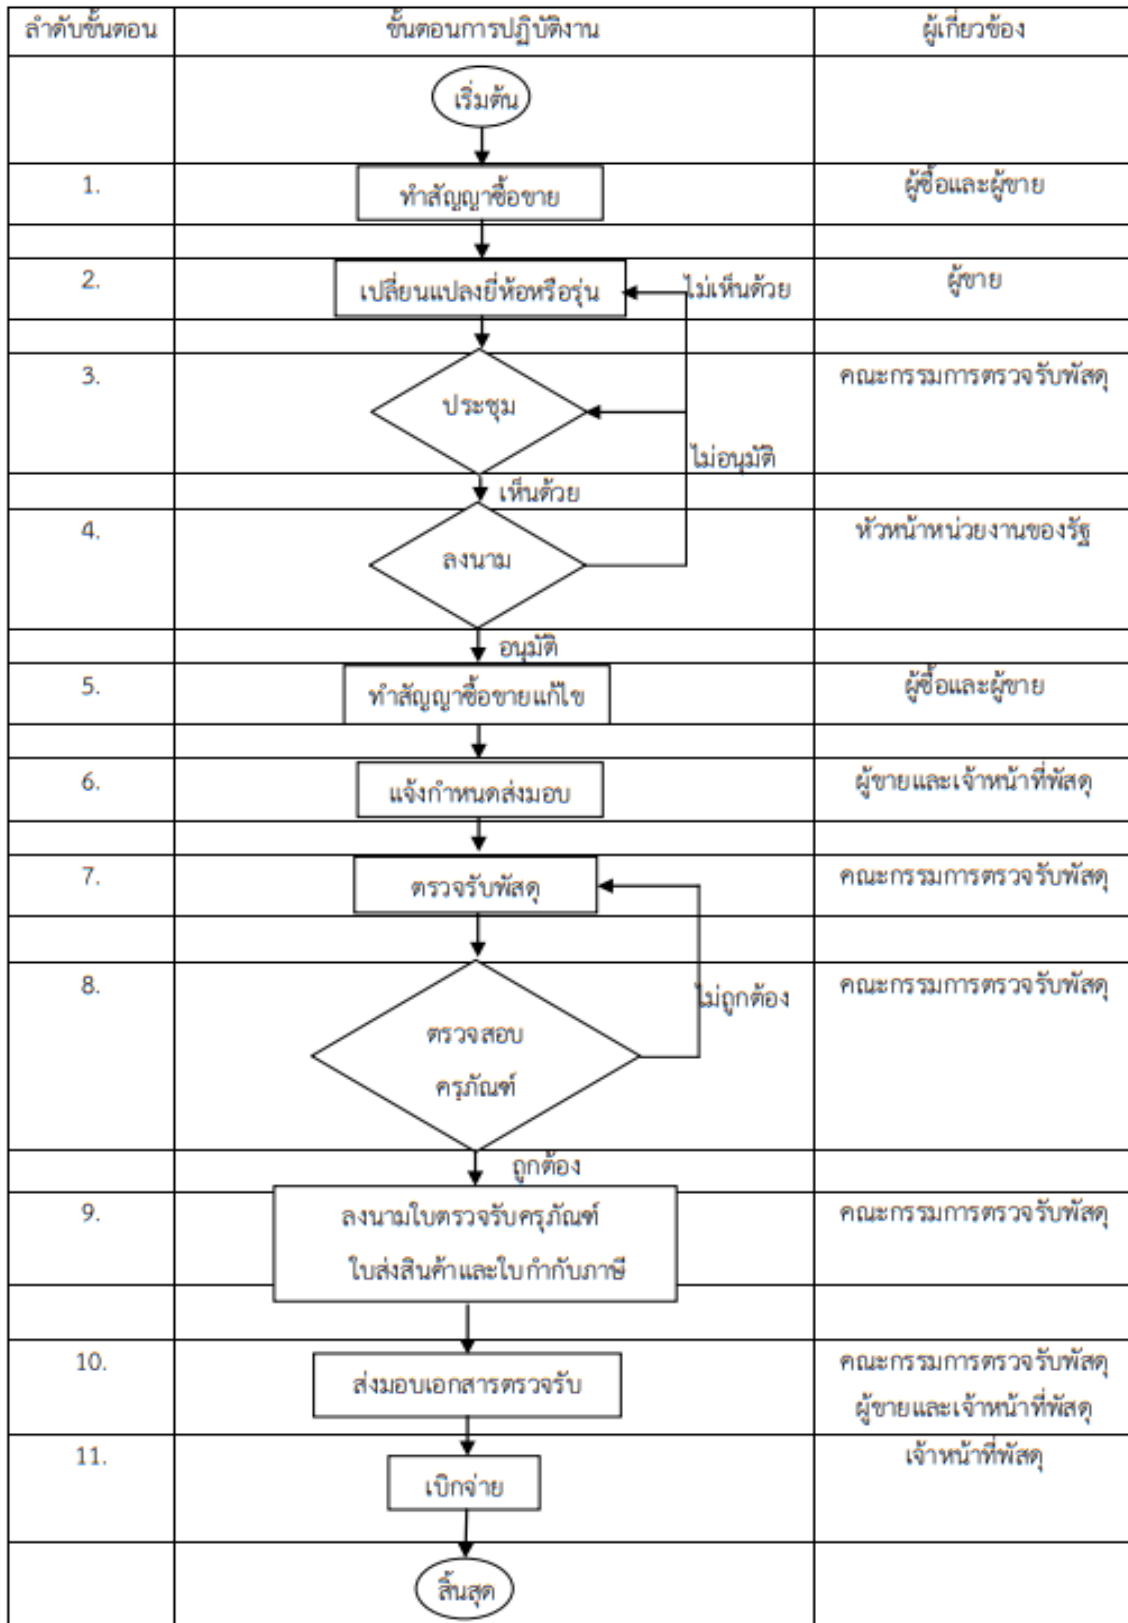 ลำดับขั้นตอน ขั้นตอนการปฏิบัติงาน ผู้เกี่ยวข้อง
เริ่มต้น
1. ทำสัญญาซื้อขาย ผู้ซื้อและผู้ขาย
2. เปลี่ยนแปลงยี่ห้อหรือรุ่น ไม่เห็นด้วย ผู้ขาย
3. ประชุม คณะกรรมการตรวจรับพัสดุ
ไม่อนุมัติ
เห็นด้วย
4. ลงนาม หัวหน้าหน่วยงานของรัฐ
อนุมัติ
5. ทำสัญญาซื้อขายแก้ไข ผู้ซื้อและผู้ขาย
6. แจ้งกำหนดส่งมอบ ผู้ขายและเจ้าหน้าที่พัสดุ
7. ตรวจรับพัสดุ คณะกรรมการตรวจรับพัสดุ
8. คณะกรรมการตรวจรับพัสดุ
ไม่ถูกต้อง
ตรวจสอบ
ครุภัณฑ์
ถูกต้อง
9. ลงนามใบตรวจรับครุภัณฑ์ คณะกรรมการตรวจรับพัสดุ
ใบส่งสินค้าและใบกำกับภาษี
10. ส่งมอบเอกสารตรวจรับ คณะกรรมการตรวจรับพัสดุ
ผู้ขายและเจ้าหน้าที่พัสดุ
11. เบิกจ่าย เจ้าหน้าที่พัสดุ
สิ้นสุด